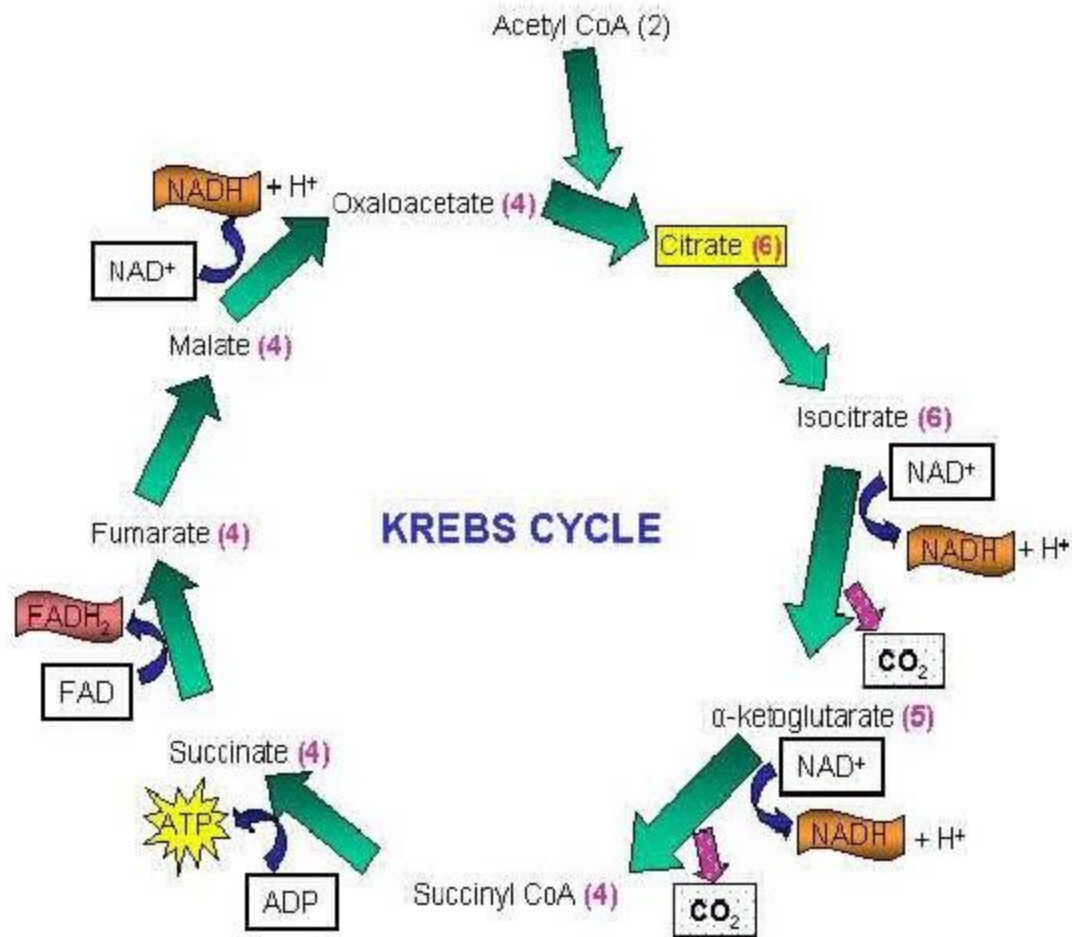 Acetyl CoA (2)
NADH + H⁺
Oxaloacetate (4)
Citrate (6)
NAD⁺
Malate (4)
Isocitrate (6)
NAD⁺
KREBS CYCLE
Fumarate (4)
NADH + H⁺
FADH₂
CO₂
FAD
α-ketoglutarate (5)
Succinate (4)
NAD⁺
ATP
NADH + H⁺
ADP
Succinyl CoA (4)
CO₂